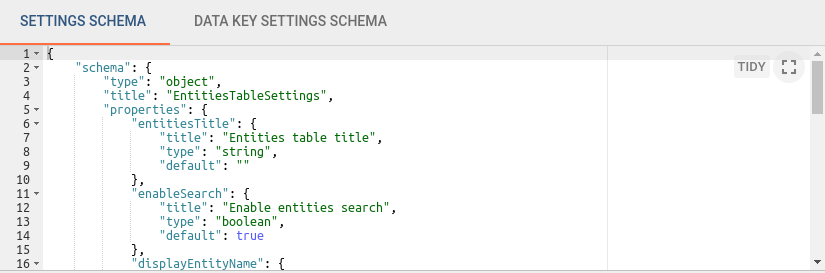 SETTINGS SCHEMA DATA KEY SETTINGS SCHEMA
1 {
2 "schema": {
TIDY
3 "type": "object",
4 "title": "EntitiesTableSettings",
5 "properties": {
6 "entitiesTitle": {
7 "title": "Entities table title",
8 "type": "string",
9 "default": ""
10 },
11 "enableSearch": {
12 "title": "Enable entities search",
13 "type": "boolean",
14 "default": true
15 },
16 "displayEntityName": {